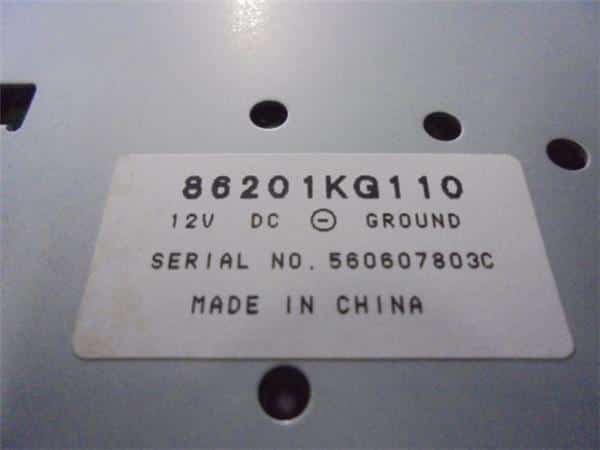 86201KG110
12V DC ⊖ GROUND
SERIAL NO. 560607803C
MADE IN CHINA